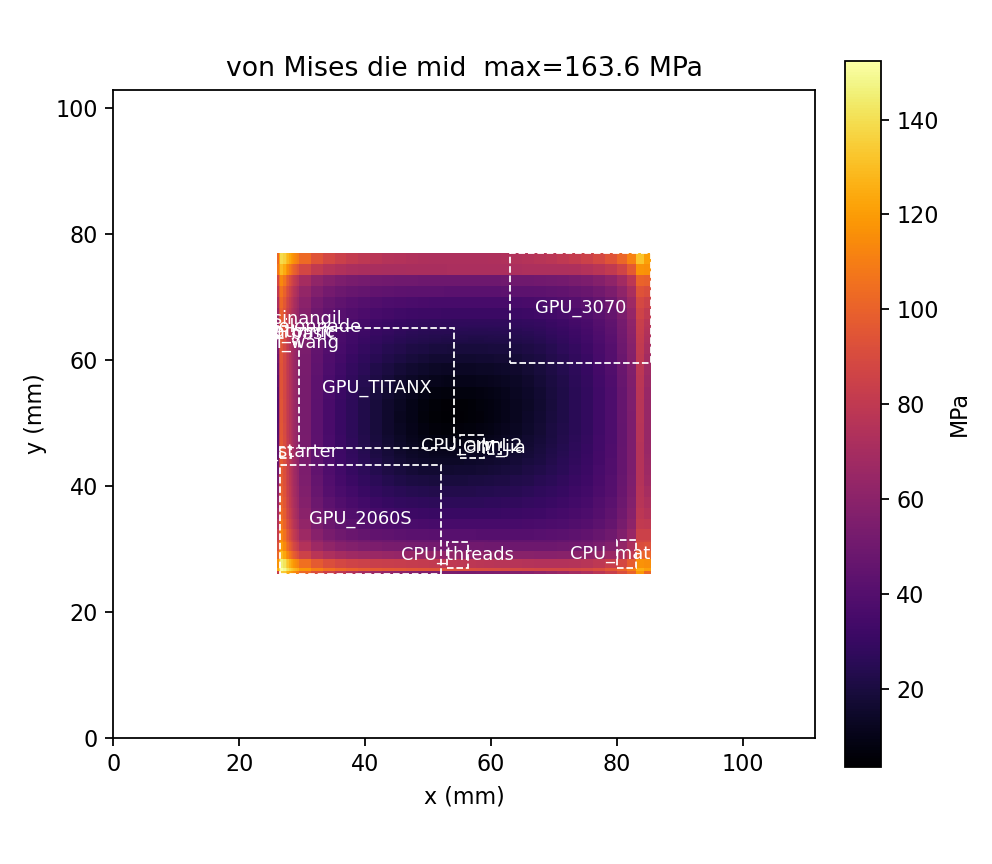 von Mises die mid max=163.6 MPa
100
80
60
40
20
0
0
20
40
60
80
100
x (mm)
y (mm)
GPU_3070
sinangil
GPU_TITANX
starter
GPU_2060S
CPU_threads
CPU_mat
140
120
100
80
60
40
20
MPa